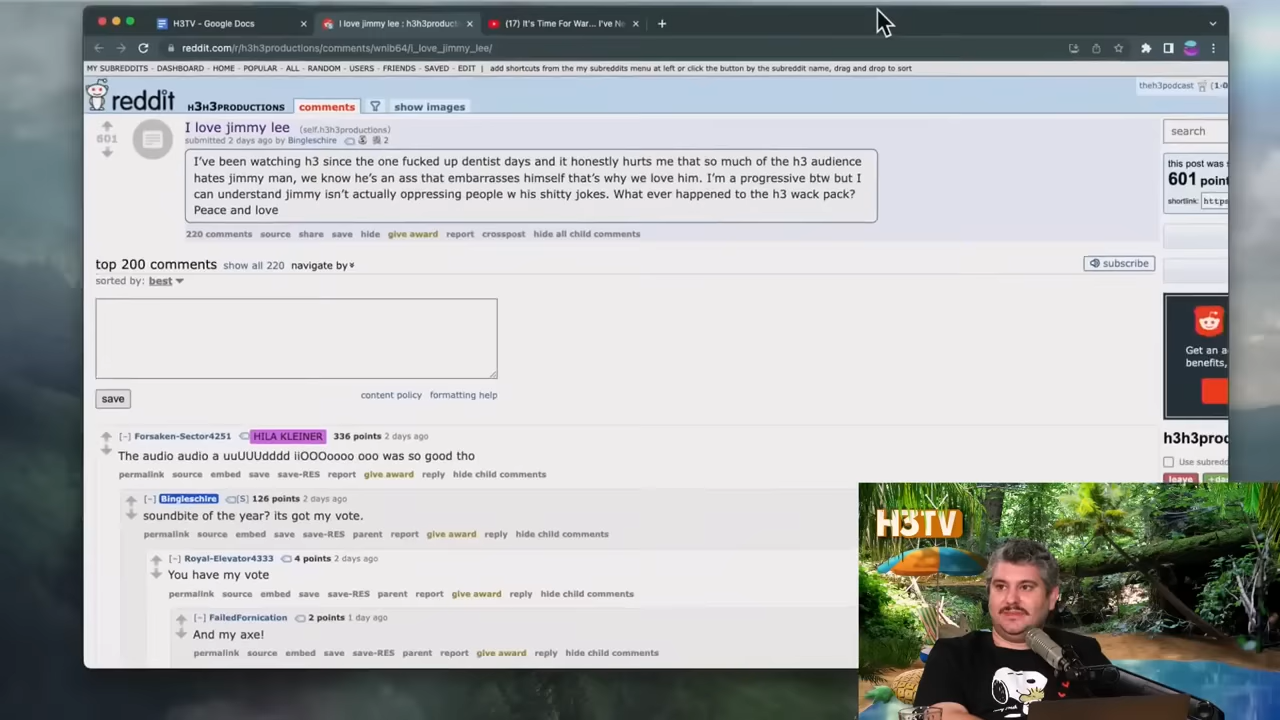 H3TV - Google Docs
I love jimmy lee : h3h3product
(17) It's Time For War... I've Ne
reddit.com/r/h3h3productions/comments/wnib64/i_love_jimmy_lee/
MY SUBREDDITS - DASHBOARD - HOME - POPULAR - ALL - RANDOM - USERS - FRIENDS - SAVED - EDIT | add shortcuts from the my subreddits menu at left or click the button by the subreddit name, drag and drop to sort
reddit H3H3PRODUCTIONS comments show images
theh3podcast
601
I love jimmy lee (self.h3h3productions)
submitted 2 days ago by Bingleschire 2
I've been watching h3 since the one fucked up dentist days and it honestly hurts me that so much of the h3 audience
hates jimmy man, we know he's an ass that embarrasses himself that's why we love him. I'm a progressive btw but I
can understand jimmy isn't actually oppressing people w his shitty jokes. What ever happened to the h3 wack pack?
Peace and love
220 comments source share save hide give award report crosspost hide all child comments
search
this post was s
601 point
shortlink: https
top 200 comments show all 220 navigate by
sorted by: best
subscribe
save
content policy formatting help
Get an a
benefits,
h3h3proc
Use subredd
leave
[-] Forsaken-Sector4251 HILA KLEINER 336 points 2 days ago
The audio audio a uuUUUdddd iiOOOoooo ooo was so good tho
permalink source embed save save-RES report give award reply hide child comments
[-] Bingleschire [S] 126 points 2 days ago
soundbite of the year? its got my vote.
permalink source embed save save-RES parent report give award reply hide child comments
[-] Royal-Elevator4333 4 points 2 days ago
You have my vote
permalink source embed save save-RES parent report give award reply hide child comments
[-] FailedFornication 2 points 1 day ago
And my axe!
permalink source embed save save-RES parent report give award reply hide child comments
H3TV